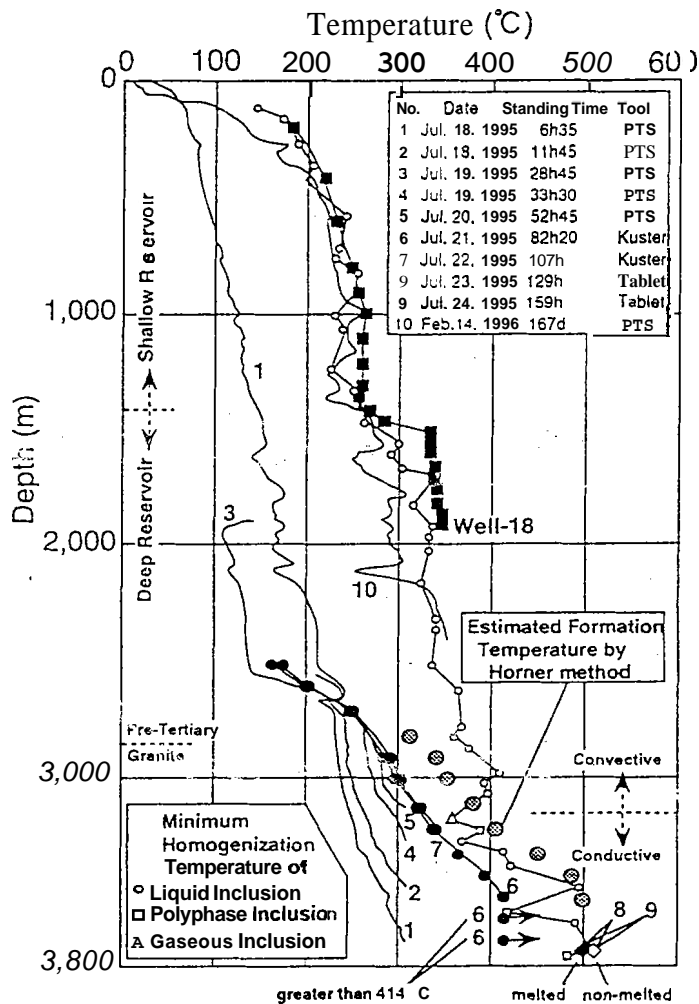 Temperature (°C)
0 100 200 300 400 500 600
No. Date Standing Time Tool
1 Jul. 18. 1995 6h35 PTS
2 Jul. 18. 1995 11h45 PTS
3 Jul. 19. 1995 28h45 PTS
4 Jul. 19. 1995 33h30 PTS
5 Jul. 20. 1995 52h45 PTS
6 Jul. 21. 1995 82h20 Kuster
7 Jul. 22. 1995 107h Kuster
9 Jul. 23. 1995 129h Tablet
9 Jul. 24. 1995 159h Tablet
10 Feb. 14. 1996 167d PTS
0
1,000
2,000
3,000
3,800
Depth (m)
Shallow Reservoir
Deep Reservoir
1
3
10
Well-18
Estimated Formation
Temperature by
Horner method
Pre-Tertiary
Granite
Convective
Conductive
5
4
7
2
1
6
6
6
8
9
Minimum
Homogenization
Temperature of
Liquid Inclusion
Polyphase Inclusion
Gaseous Inclusion
greater than 414 C
melted
non-melted